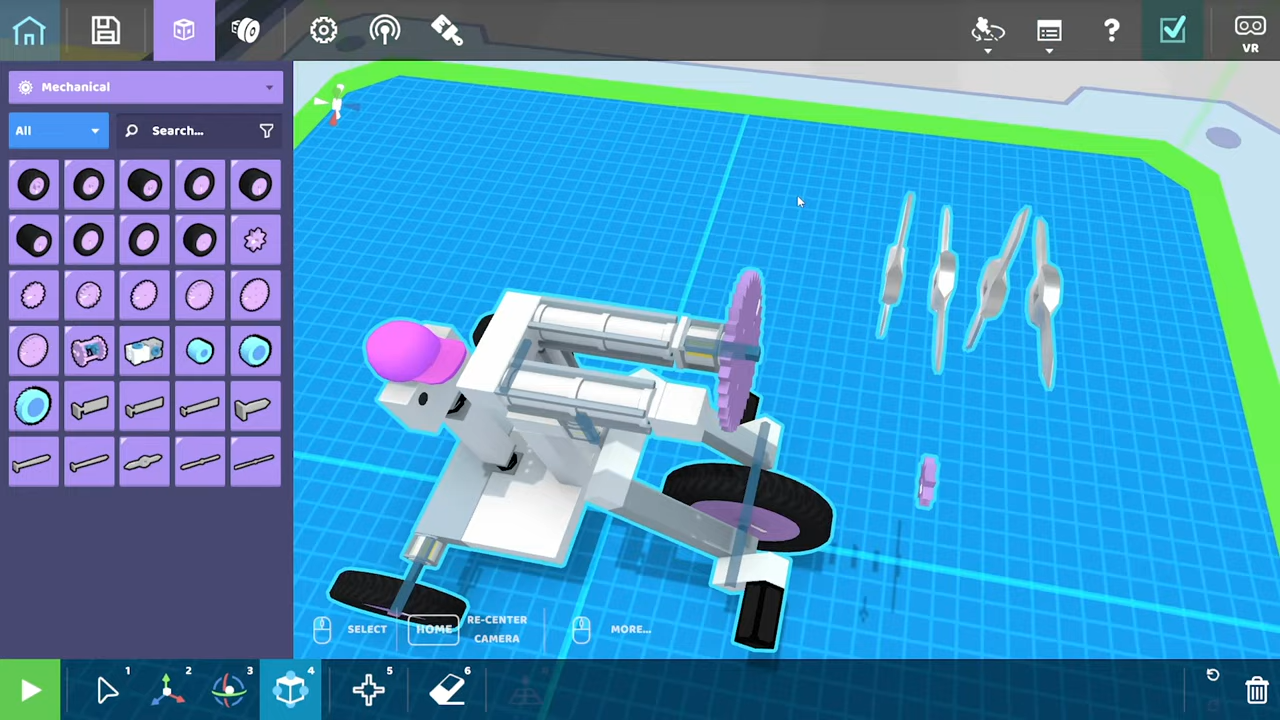 VR
Mechanical
All
Search...
SELECT
HOME
RE-CENTER
CAMERA
MORE...
1
2
3
4
5
6